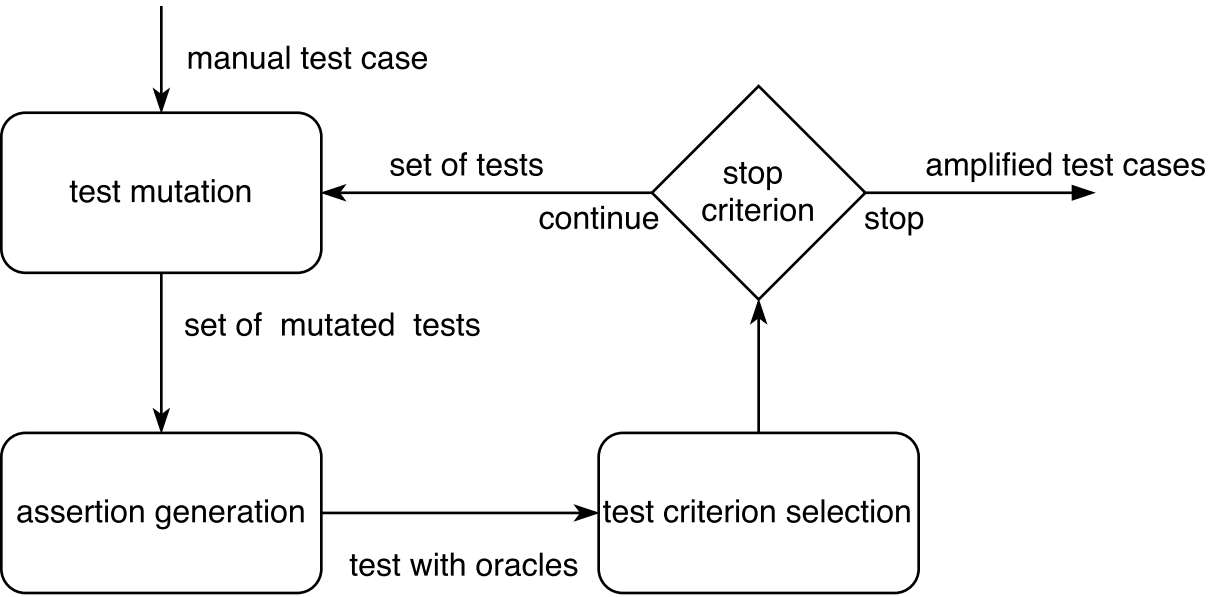 manual test case
test mutation
set of tests
continue
stop
criterion
amplified test cases
stop
set of mutated tests
assertion generation
test with oracles
test criterion selection